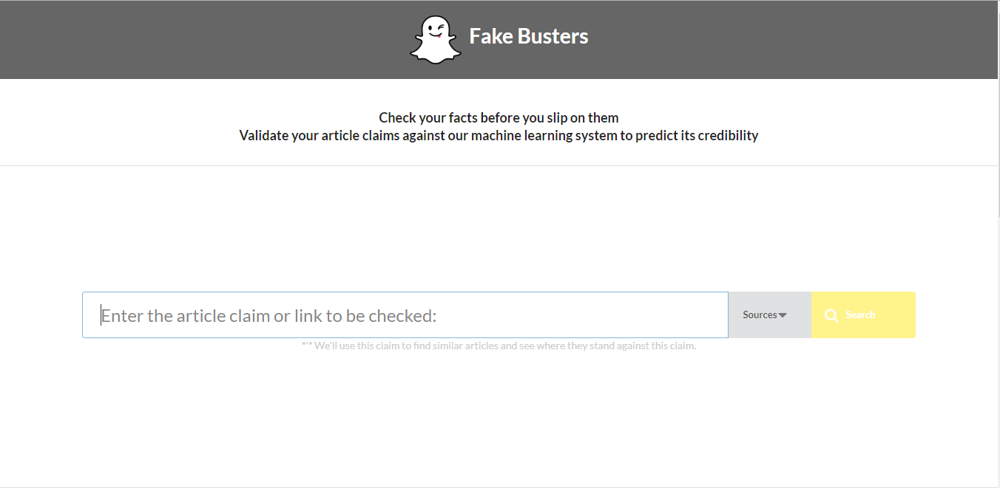 Fake Busters
Check your facts before you slip on them
Validate your article claims against our machine learning system to predict its credibility
Enter the article claim or link to be checked:
Sources
Search
*'* We'll use this claim to find similar articles and see where they stand against this claim.